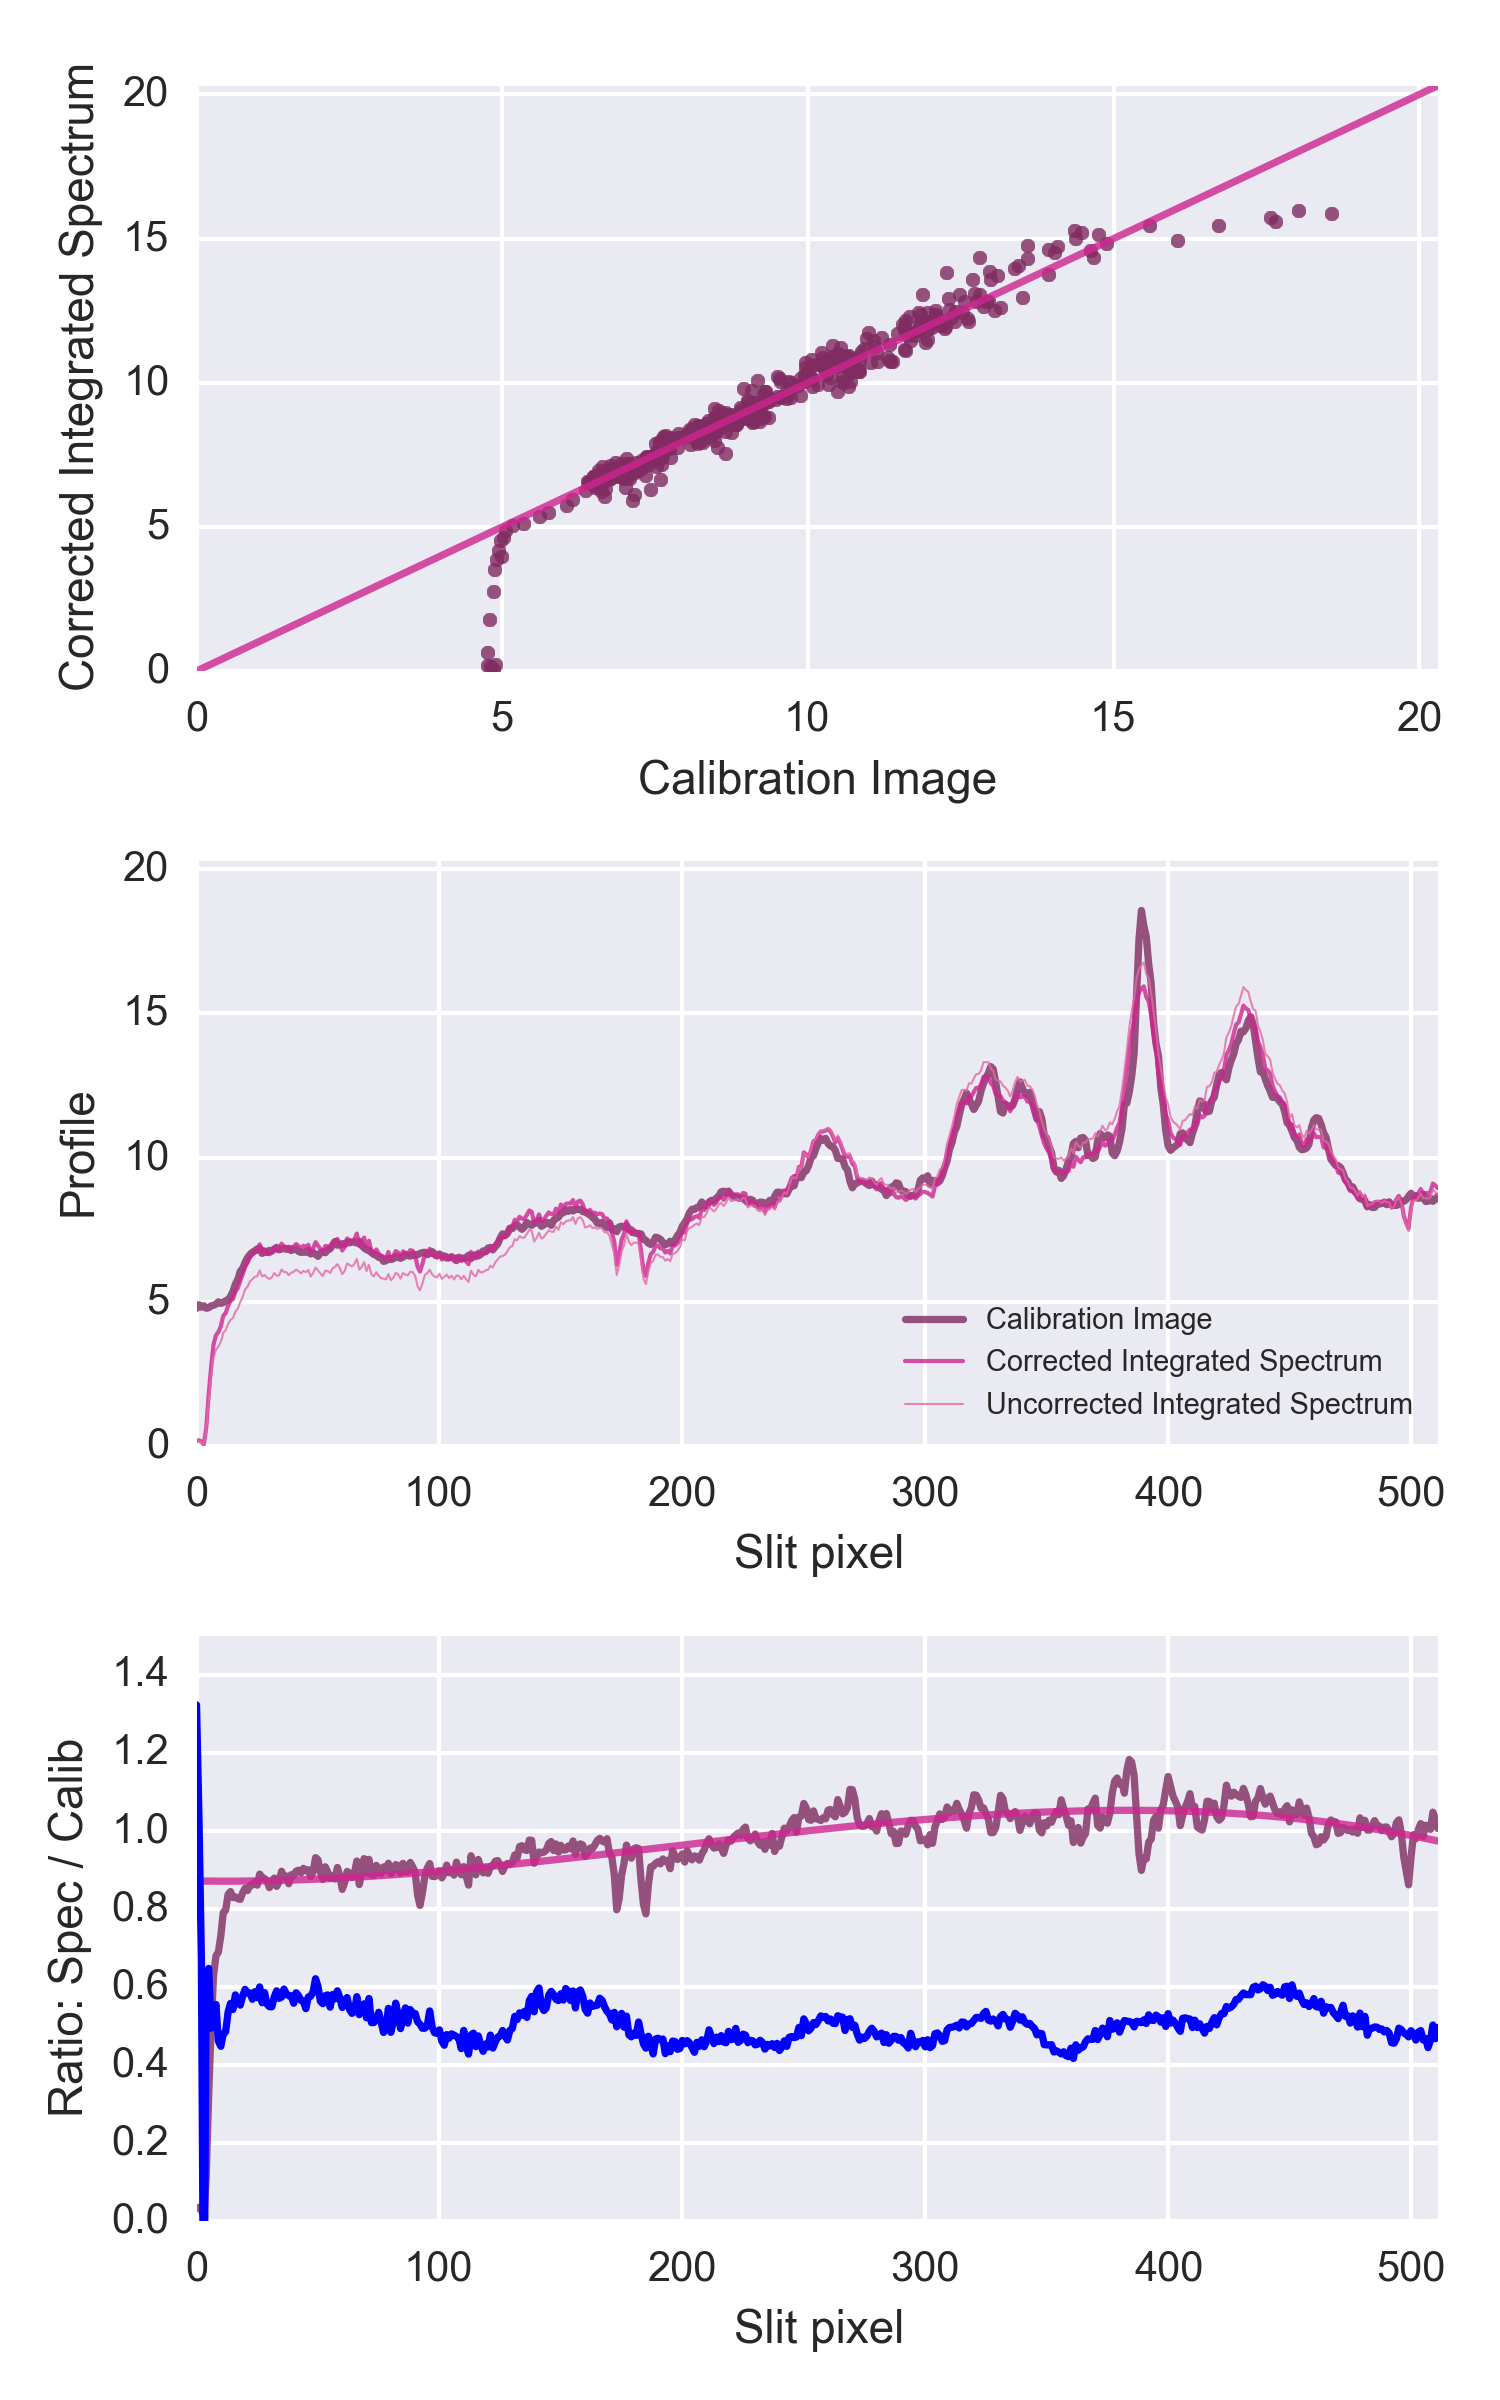 Corrected Integrated Spectrum
20
15
10
5
0
0 5 10 15 20
Calibration Image
Profile
20
15
10
5
0
Calibration Image
Corrected Integrated Spectrum
Uncorrected Integrated Spectrum
0 100 200 300 400 500
Slit pixel
Ratio: Spec / Calib
1.4
1.2
1.0
0.8
0.6
0.4
0.2
0.0
0 100 200 300 400 500
Slit pixel